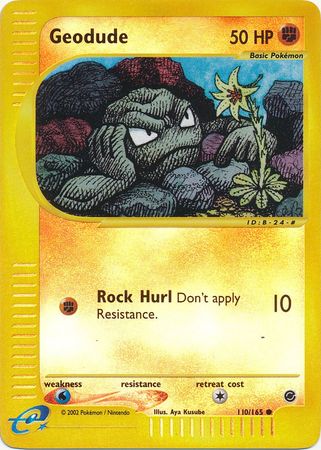 Geodude 50 HP
Basic Pokémon
ID:B-24-#
Rock Hurl Don't apply 10
Resistance.
weakness resistance retreat cost
e © 2002 Pokémon / Nintendo Illus. Aya Kusube 110/165